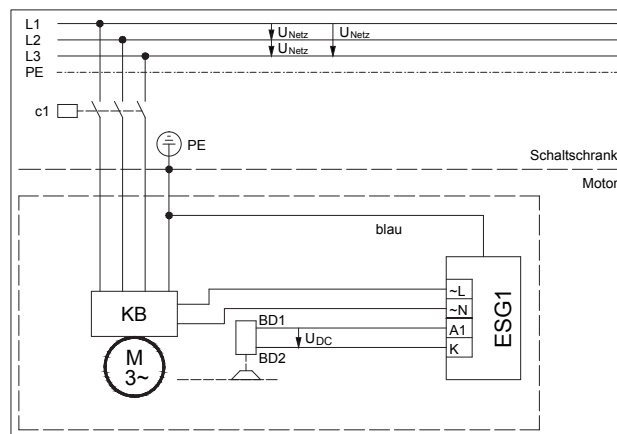 L1
L2
L3
PE
UNetz
UNetz
UNetz
c1
PE
Schaltschrank
Motor
blau
KB
M
3~
BD1
BD2
UDC
~L
~N
A1
K
ESG1